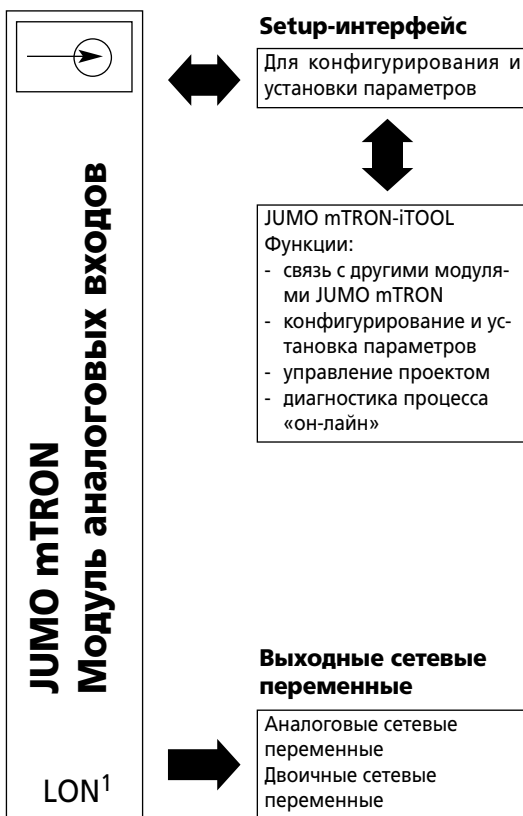 JUMO mTRON
Модуль аналоговых входов
LON¹
Setup-интерфейс
Для конфигурирования и
установки параметров
JUMO mTRON-iTOOL
Функции:
- связь с другими модуля-
ми JUMO mTRON
- конфигурирование и ус-
тановка параметров
- управление проектом
- диагностика процесса
«он-лайн»
Выходные сетевые
переменные
Аналоговые сетевые
переменные
Двоичные сетевые
переменные